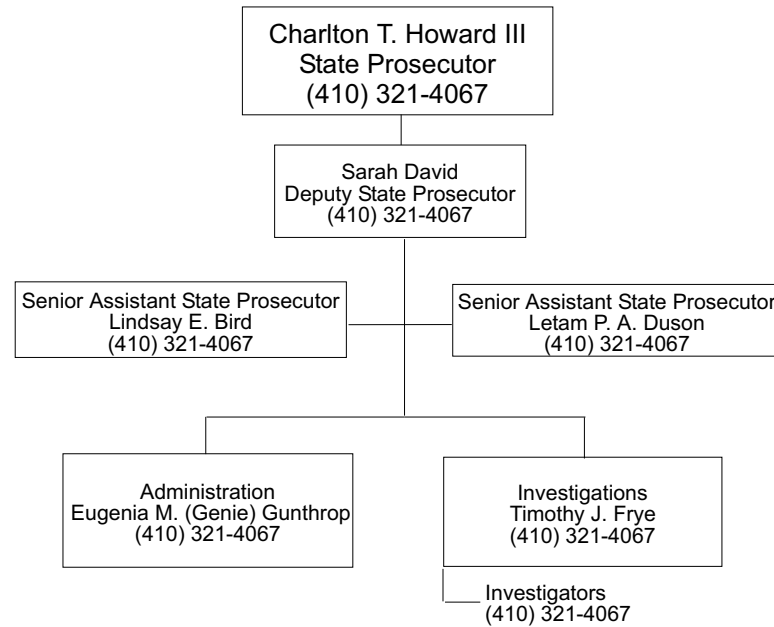 Charlton T. Howard III
State Prosecutor
(410) 321-4067
Sarah David
Deputy State Prosecutor
(410) 321-4067
Senior Assistant State Prosecutor
Lindsay E. Bird
(410) 321-4067
Senior Assistant State Prosecutor
Letam P. A. Duson
(410) 321-4067
Administration
Eugenia M. (Genie) Gunthrop
(410) 321-4067
Investigations
Timothy J. Frye
(410) 321-4067
Investigators
(410) 321-4067